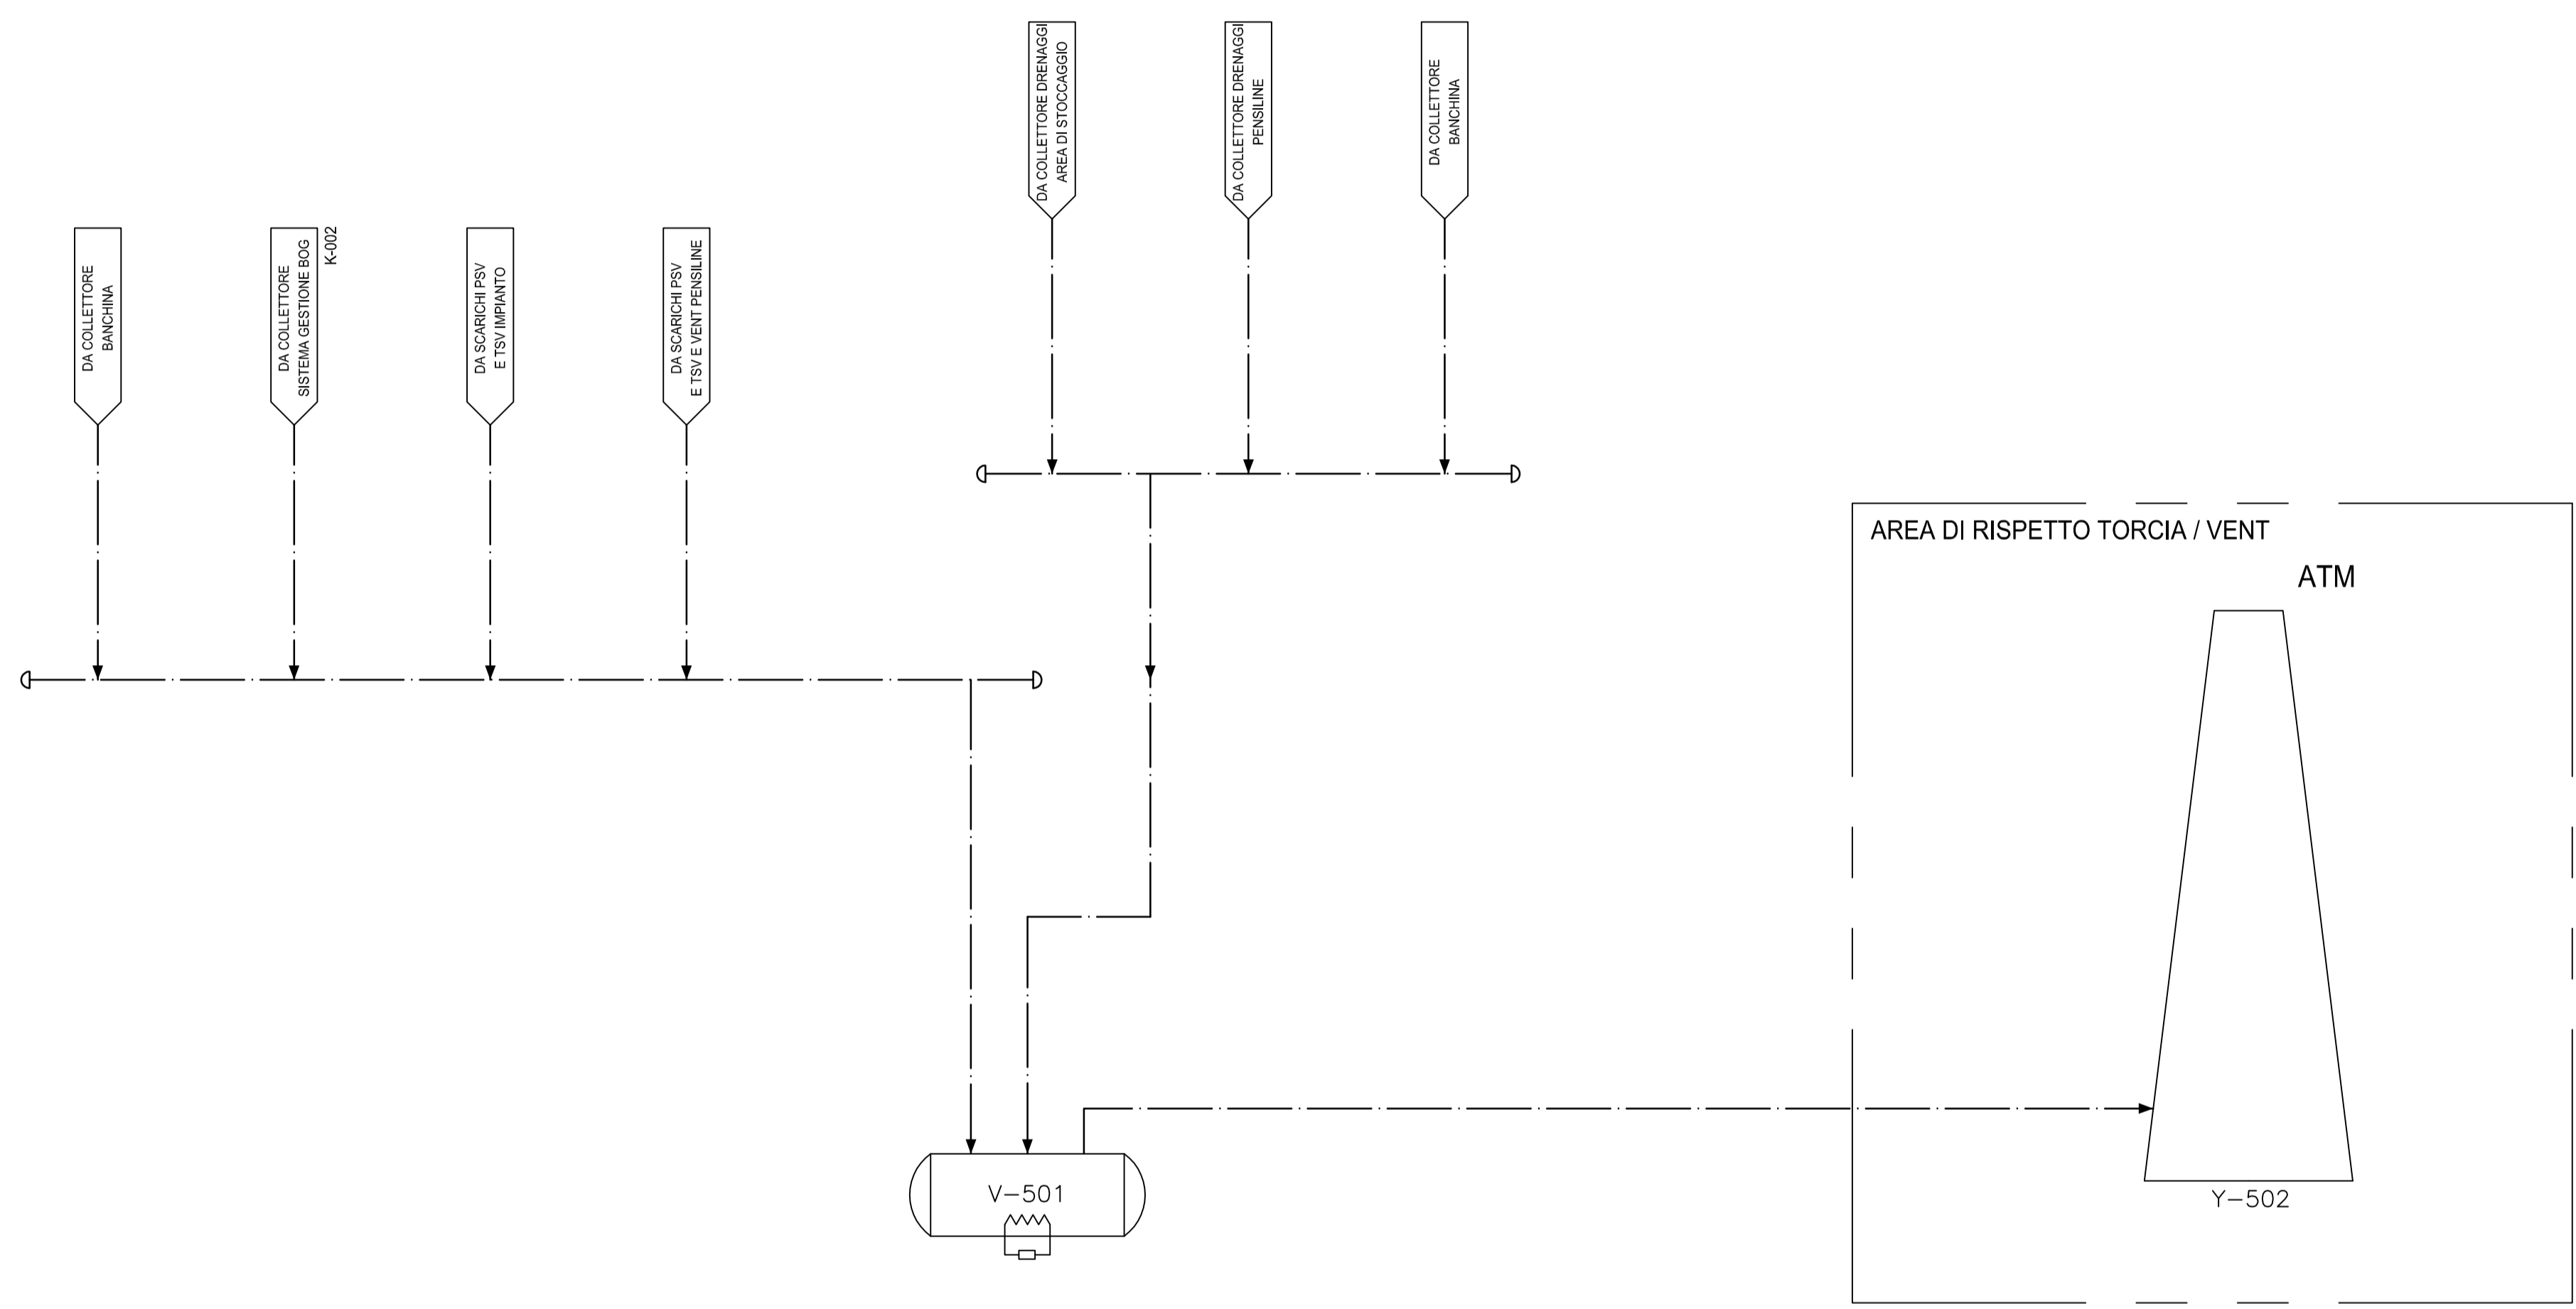 DA COLLETTORE DRENAGGI
AREA DI STOCCAGGIO
DA COLLETTORE DRENAGGI
PENSILINE
DA COLLETTORE
BANCHINA
DA COLLETTORE
BANCHINA
DA COLLETTORE
SISTEMA GESTIONE BOG
K-002
DA SCARICHI PSV
E TSV IMPIANTO
DA SCARICHI PSV
E TSV E VENT PENSILINE
AREA DI RISPETTO TORCIA / VENT
ATM
V-501
Y-502